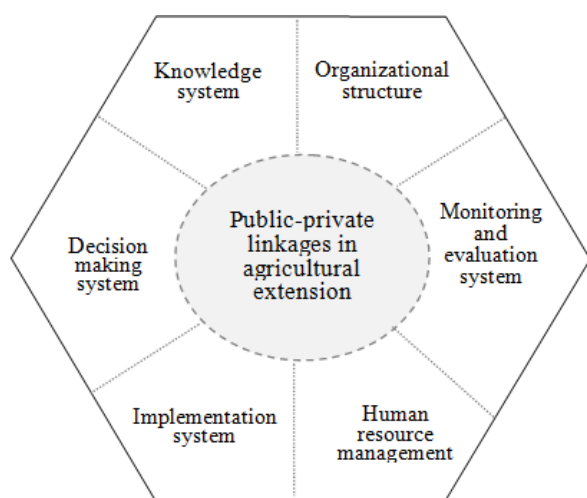 Knowledge
system
Organizational
structure
Public-private
linkages in
agricultural
extension
Monitoring
and
evaluation
system
Decision
making
system
Implementation
system
Human
resource
management